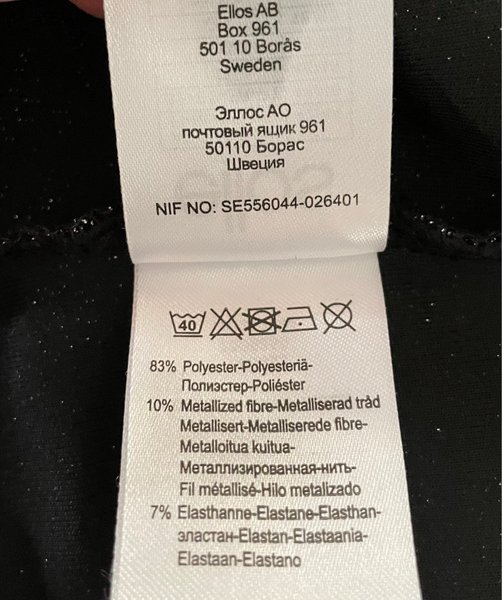 Ellos AB
Box 961
501 10 Borås
Sweden
Эллос АО
почтовый ящик 961
50110 Борас
Швеция
NIF NO: SE556044-026401
40
83% Polyester-Polyesteriä-
Полиэстер-Poliéster
10% Metallized fibre-Metalliserad tråd
Metallisert-Metalliserede fibre-
Metalloitua kuitua-
Металлизированная-нить-
Fil métallisé-Hilo metalizado
7% Elasthanne-Elastane-Elasthan-
эластан-Elastan-Elastaania-
Elastaan-Elastano